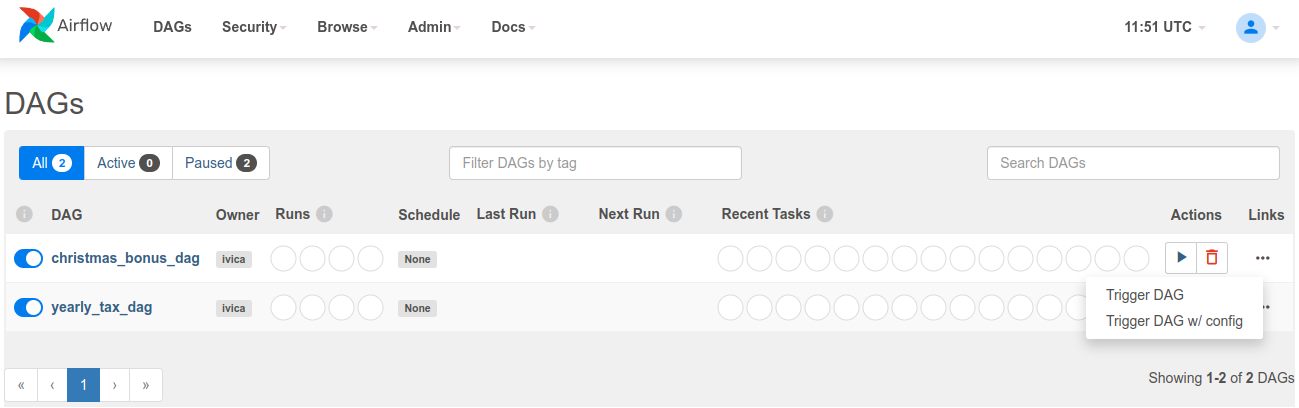 Airflow DAGs Security Browse Admin Docs 11:51 UTC
DAGs
All 2 Active 0 Paused 2 Filter DAGs by tag Search DAGs
i DAG Owner Runs i Schedule Last Run i Next Run i Recent Tasks i Actions Links
christmas_bonus_dag ivica None
yearly_tax_dag ivica None
Trigger DAG
Trigger DAG w/ config
« ‹ 1 › » Showing 1-2 of 2 DAGs